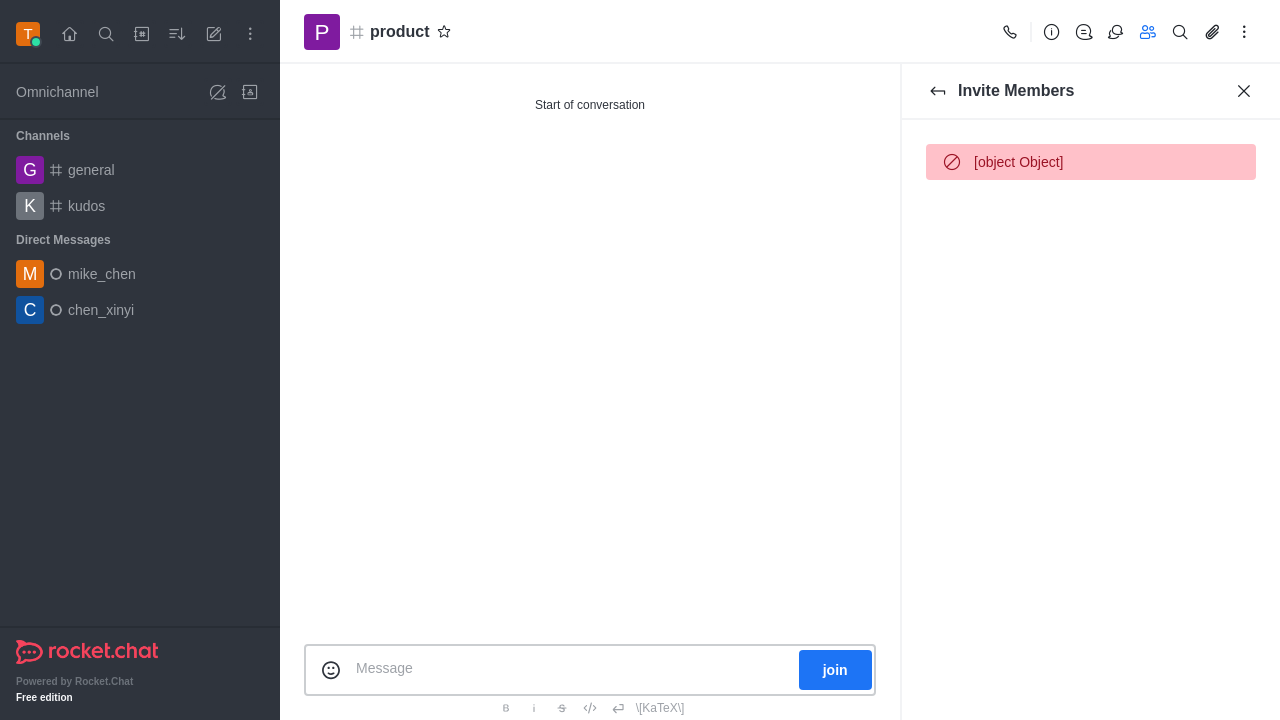 T
Omnichannel
Channels
G general
K kudos
Direct Messages
M mike_chen
C chen_xinyi
rocket.chat
Powered by Rocket.Chat
Free edition
P product
Start of conversation
Message
join
B i S \[KaTeX\]
Invite Members
[object Object]